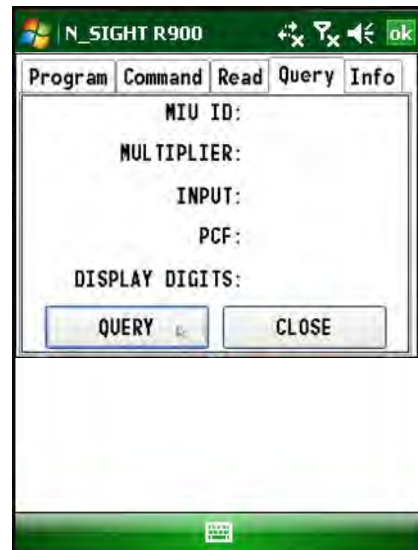 N_SIGHT R900 ok
Program Command Read Query Info
MIU ID:
MULTIPLIER:
INPUT:
PCF:
DISPLAY DIGITS:
QUERY CLOSE